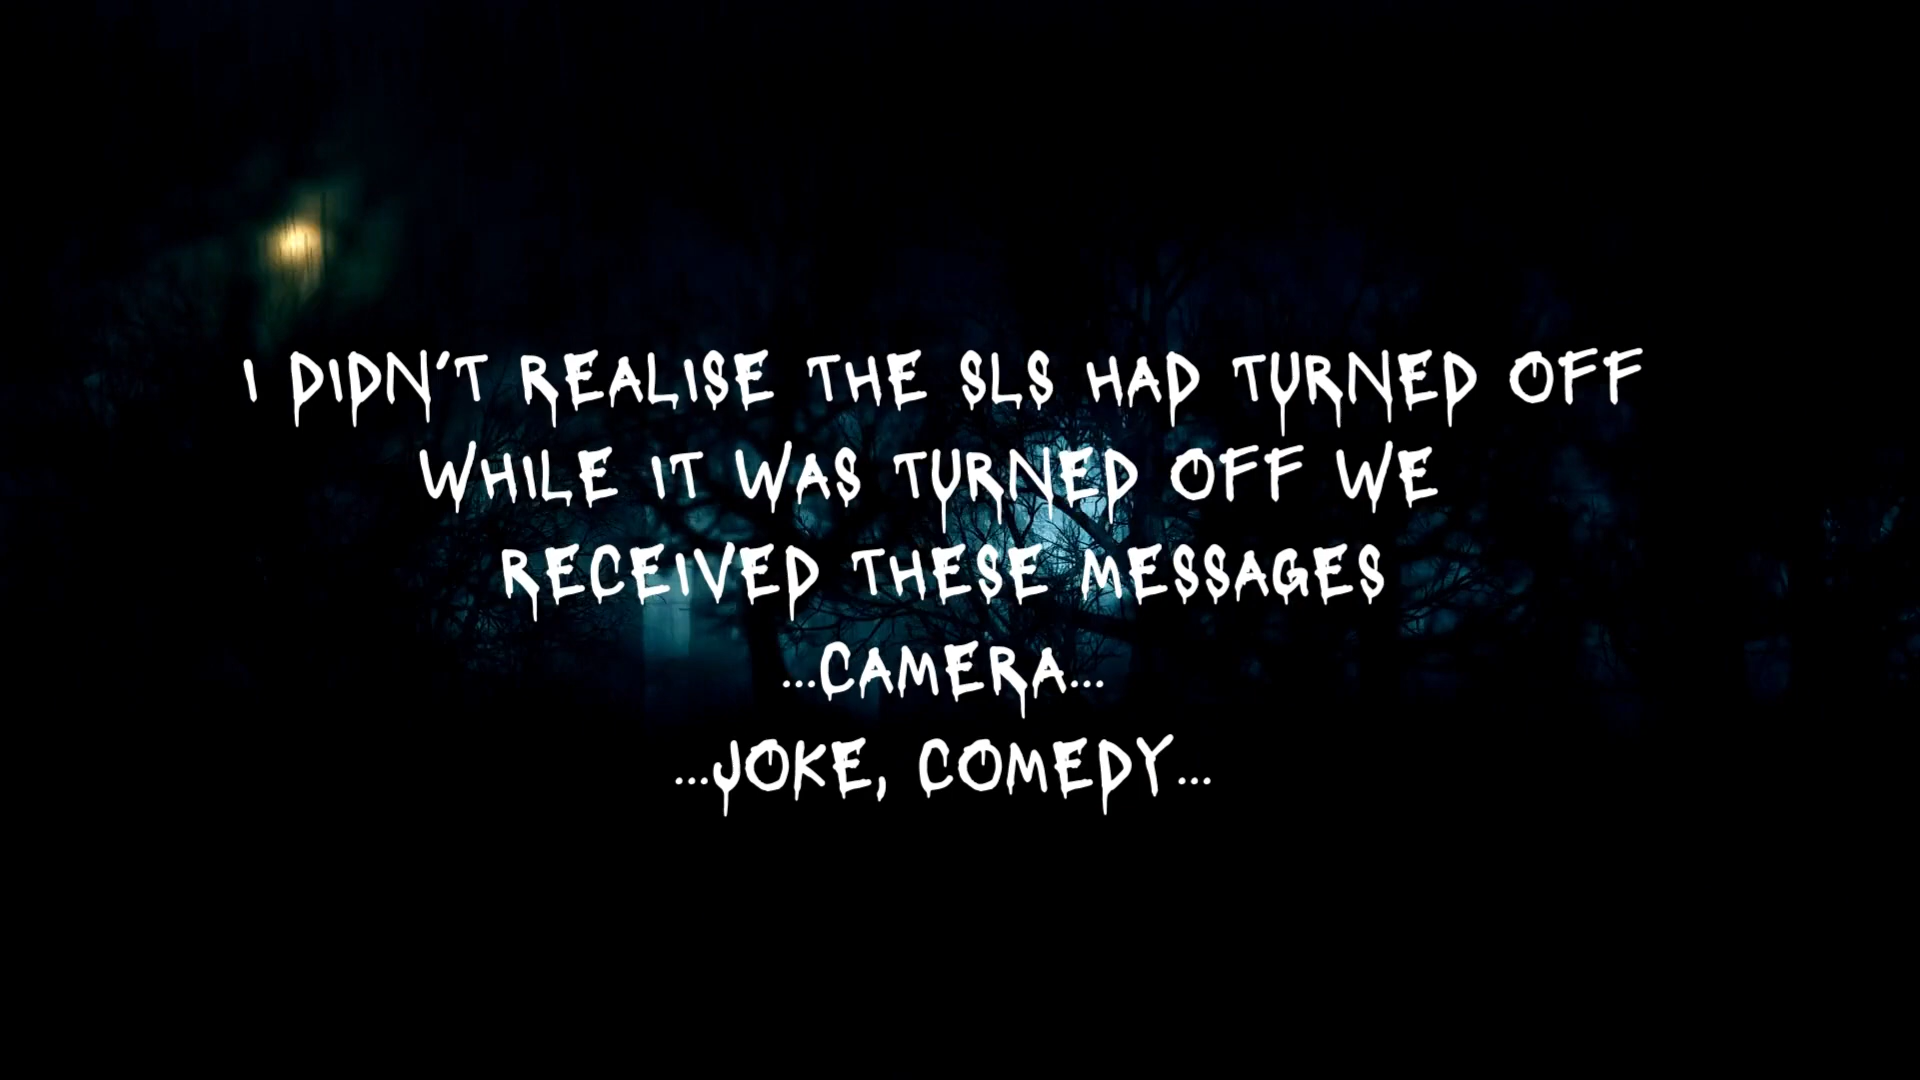 I DIDN'T REALISE THE SLS HAD TURNED OFF
WHILE IT WAS TURNED OFF WE
RECEIVED THESE MESSAGES
...CAMERA...
...JOKE, COMEDY...